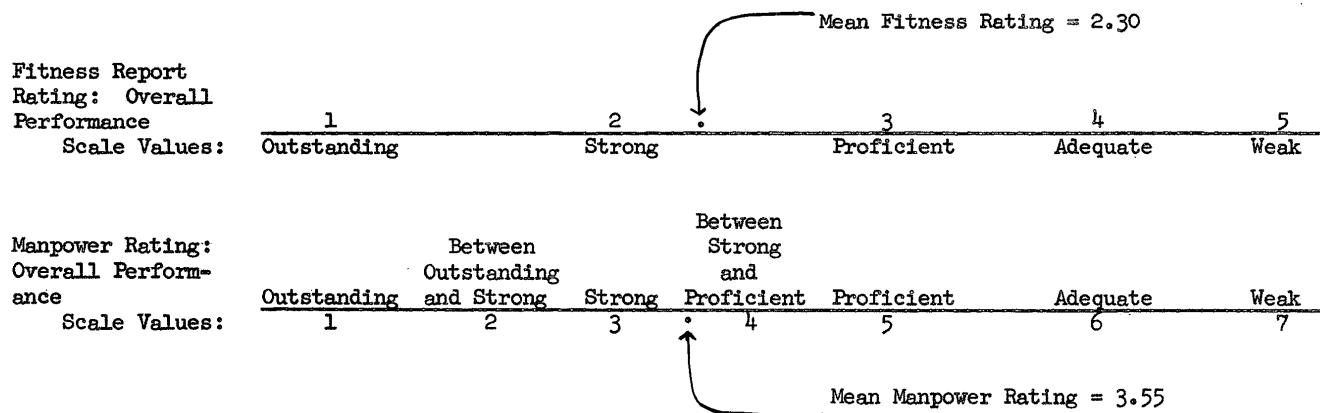 Mean Fitness Rating = 2.30
Fitness Report
Rating: Overall
Performance 1 2 3 4 5
Scale Values: Outstanding Strong Proficient Adequate Weak
Between
Manpower Rating: Between Strong
Overall Perform- Outstanding and
ance Outstanding and Strong Strong Proficient Proficient Adequate Weak
Scale Values: 1 2 3 4 5 6 7
Mean Manpower Rating = 3.55